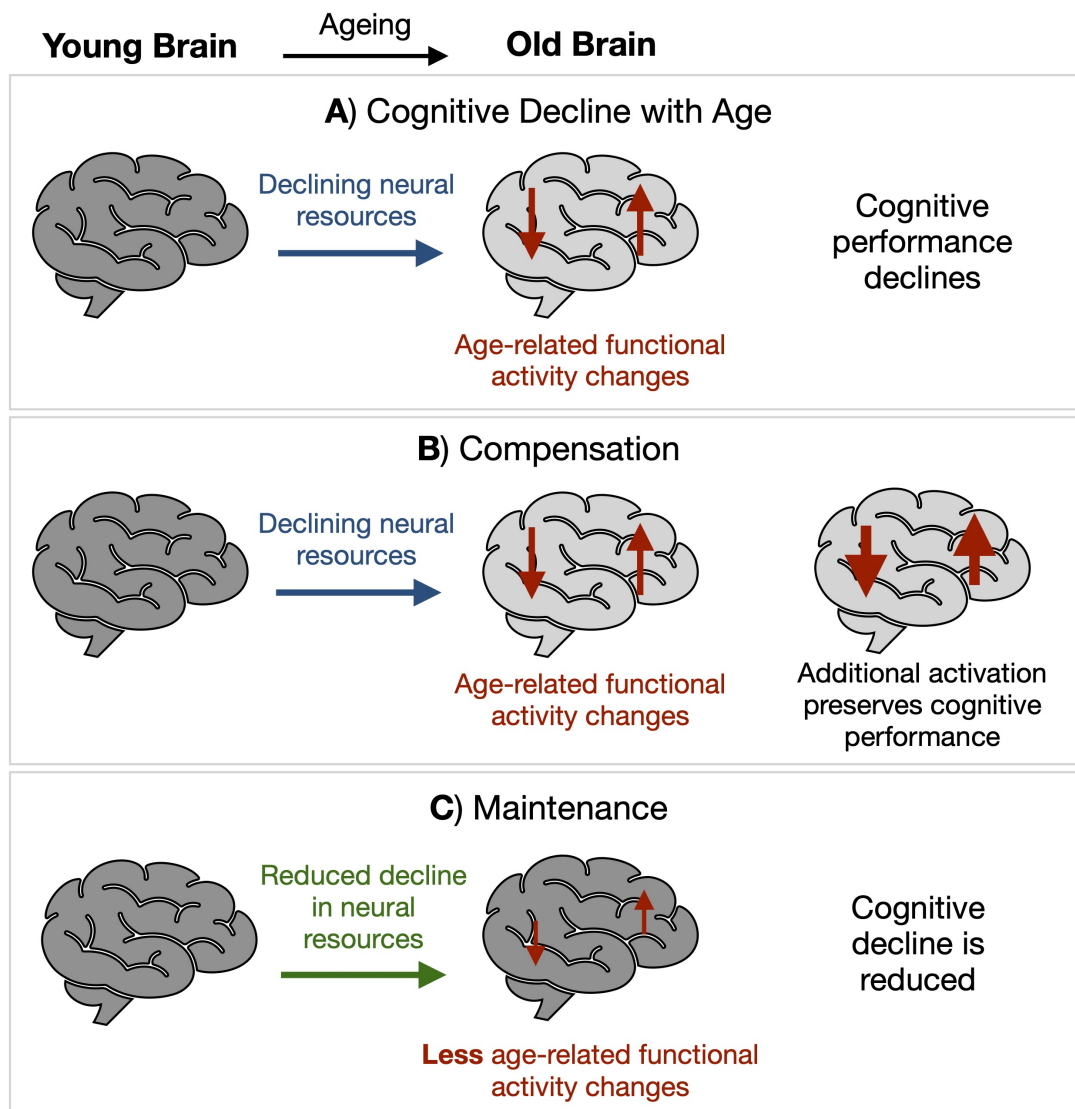 Young Brain
Ageing
Old Brain
A) Cognitive Decline with Age
Declining neural
resources
Age-related functional
activity changes
Cognitive
performance
declines
B) Compensation
Declining neural
resources
Age-related functional
activity changes
Additional activation
preserves cognitive
performance
C) Maintenance
Reduced decline
in neural
resources
Less age-related functional
activity changes
Cognitive
decline is
reduced